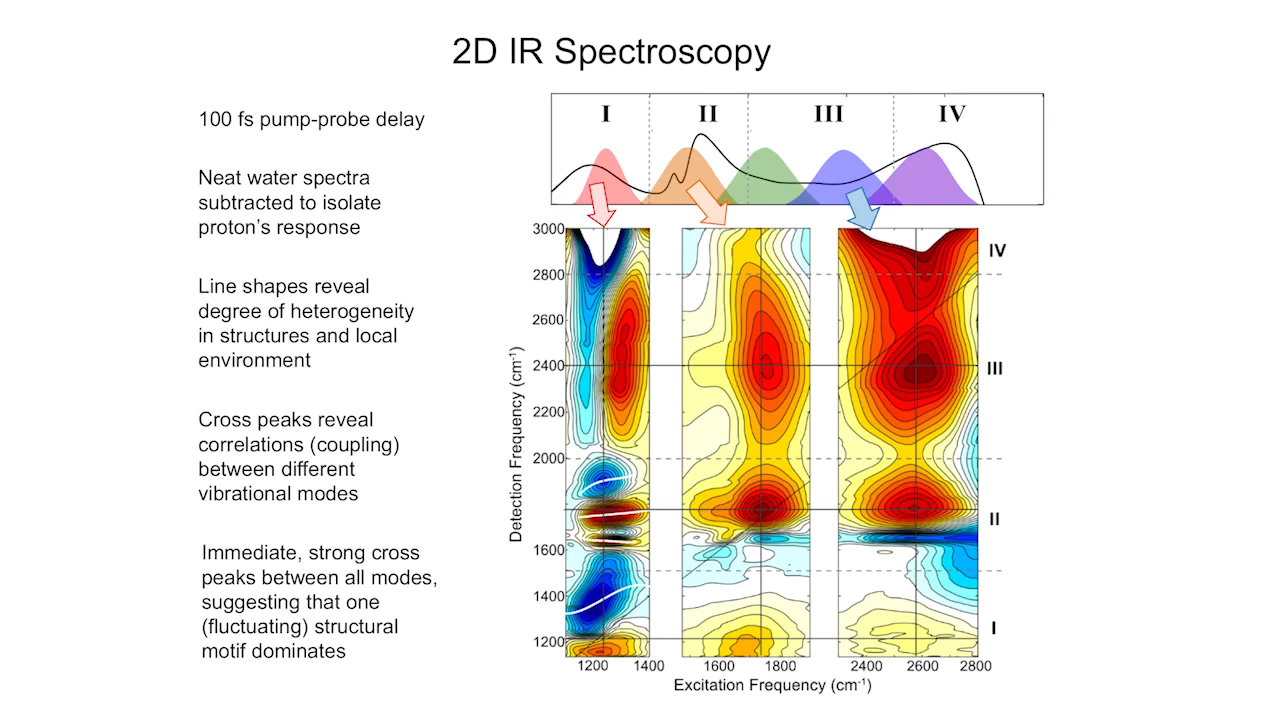 2D IR Spectroscopy
100 fs pump-probe delay
Neat water spectra
subtracted to isolate
proton’s response
Line shapes reveal
degree of heterogeneity
in structures and local
environment
Cross peaks reveal
correlations (coupling)
between different
vibrational modes
Immediate, strong cross
peaks between all modes,
suggesting that one
(fluctuating) structural
motif dominates
I II III IV
3000
2800
2600
2400
2200
2000
1600
1400
1200
Detection Frequency (cm⁻¹)
IV
III
II
I
1200 1400 1600 1800 2400 2600 2800
Excitation Frequency (cm⁻¹)